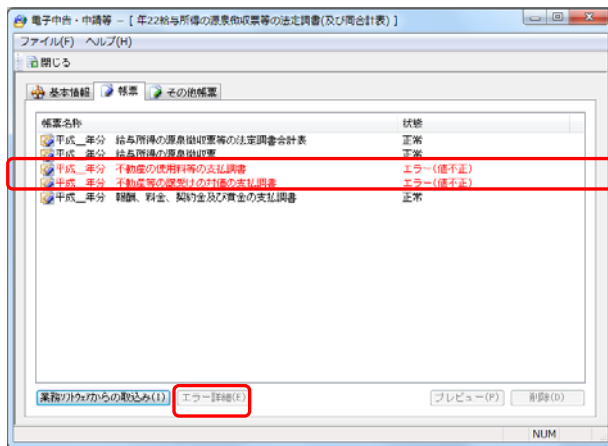 電子申告・申請等 - [ 年22給与所得の源泉徴収票等の法定調書(及び同合計表) ]
ファイル(F) ヘルプ(H)
閉じる
基本情報 帳票 その他帳票
帳票名称 状態
平成__年分 給与所得の源泉徴収票等の法定調書合計表 正常
平成__年分 給与所得の源泉徴収票 正常
平成__年分 不動産の使用料等の支払調書 エラー(値不正)
平成__年分 不動産等の譲受けの対価の支払調書 エラー(値不正)
平成__年分 報酬、料金、契約金及び賞金の支払調書 正常
業務ソフトウェアからの取込み(I) エラー詳細(E) プレビュー(P) 削除(D)
NUM